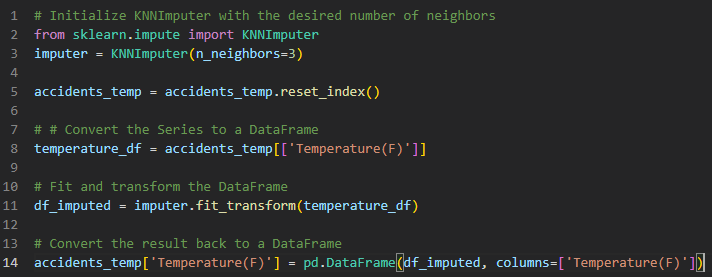 1 # Initialize KNNImputer with the desired number of neighbors
2 from sklearn.impute import KNNImputer
3 imputer = KNNImputer(n_neighbors=3)
4
5 accidents_temp = accidents_temp.reset_index()
6
7 # # Convert the Series to a DataFrame
8 temperature_df = accidents_temp[['Temperature(F)']]
9
10 # Fit and transform the DataFrame
11 df_imputed = imputer.fit_transform(temperature_df)
12
13 # Convert the result back to a DataFrame
14 accidents_temp['Temperature(F)'] = pd.DataFrame(df_imputed, columns=['Temperature(F)'])